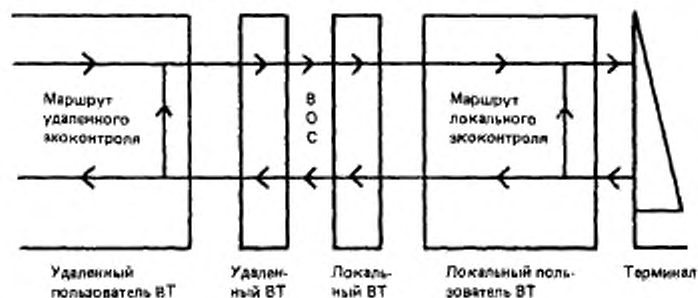 Маршрут
удаленного
эхоконтроля
В
О
С
Маршрут
локального
эхоконтроля
Удаленный
пользователь ВТ
Удален-
ный ВТ
Локаль-
ный ВТ
Локальный поль-
зователь ВТ
Терминал